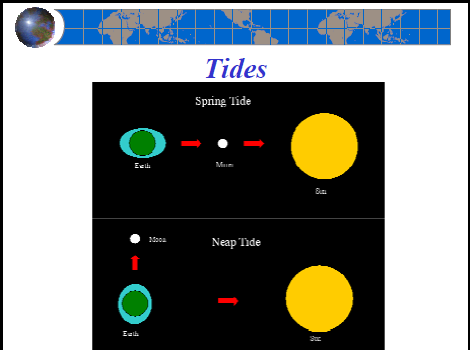 Tides
Spring Tide
Earth
Moon
Sun
Moon
Neap Tide
Earth
Sun